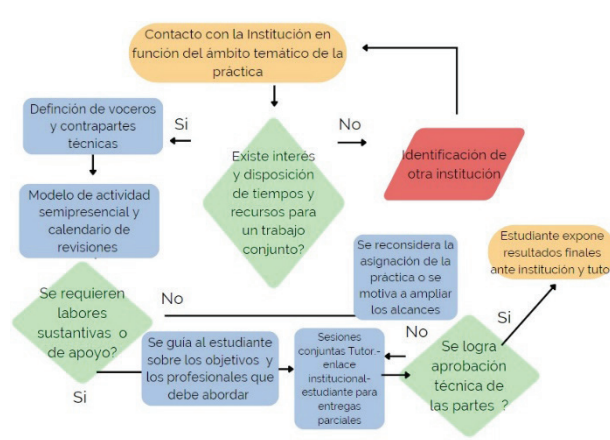 Contacto con la Institución en
función del ámbito temático de la
práctica
Definción de voceros
y contrapartes
técnicas
Si
No
Existe interés
y disposición
de tiempos y
recursos para
un trabajo
conjunto?
Identificación de
otra institución
Modelo de actividad
semipresencial y
calendario de
revisiones
Se reconsidera la
asignación de la
práctica o se
motiva a ampliar
los alcances
Estudiante expone
resultados finales
ante institución y tutor
Se requieren
labores
sustantivas o
de apoyo?
No
Si
Se guía al estudiante
sobre los objetivos y
los profesionales que
debe abordar
Sesiones
conjuntas Tutor.-
enlace
institucional-
estudiante para
entregas
parciales
No
Si
Se logra
aprobación
técnica de
las partes ?